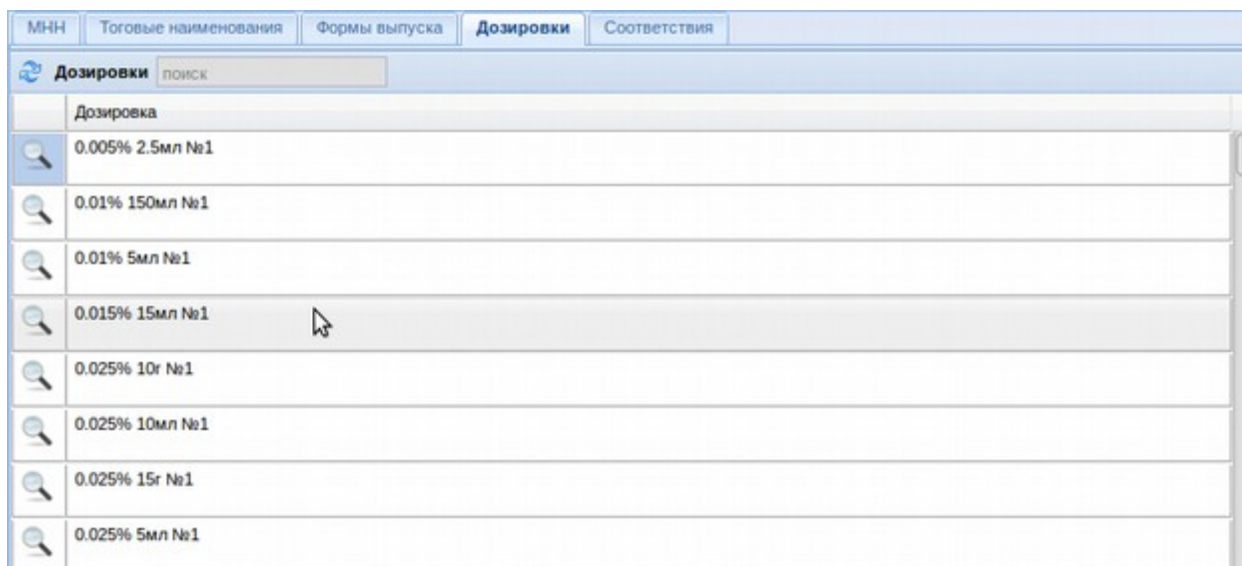 МНН Тоговые наименования Формы выпуска Дозировки Соответствия
Дозировки поиск
Дозировка
0.005% 2.5мл №1
0.01% 150мл №1
0.01% 5мл №1
0.015% 15мл №1
0.025% 10г №1
0.025% 10мл №1
0.025% 15г №1
0.025% 5мл №1